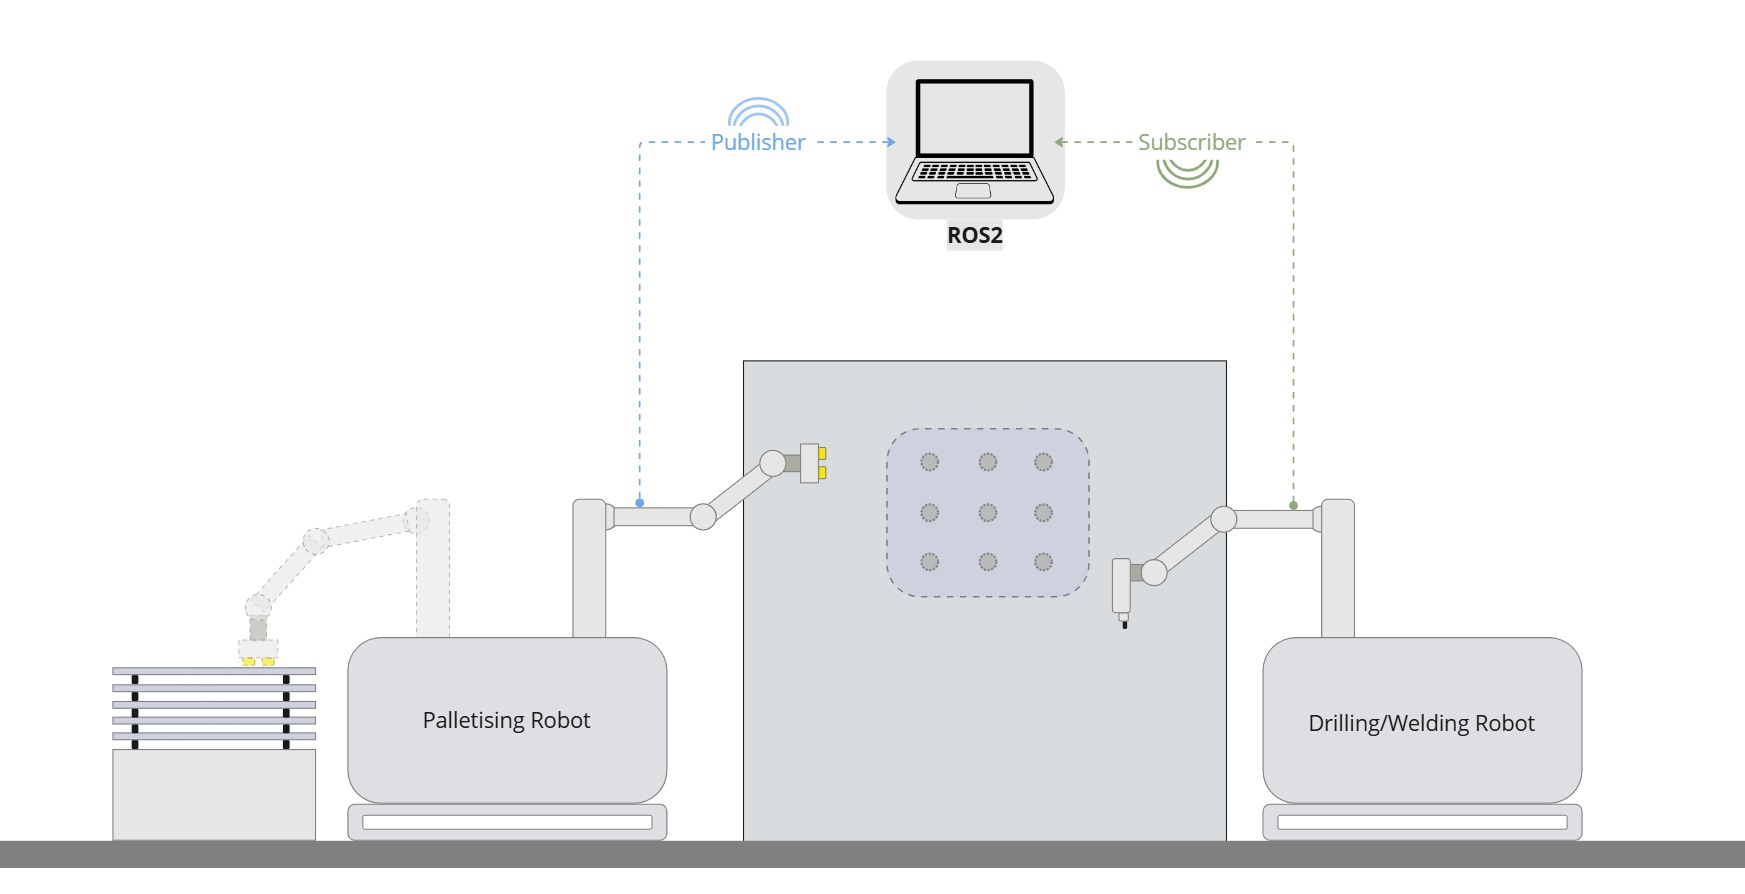 Publisher
Subscriber
ROS2
Palletising Robot
Drilling/Welding Robot